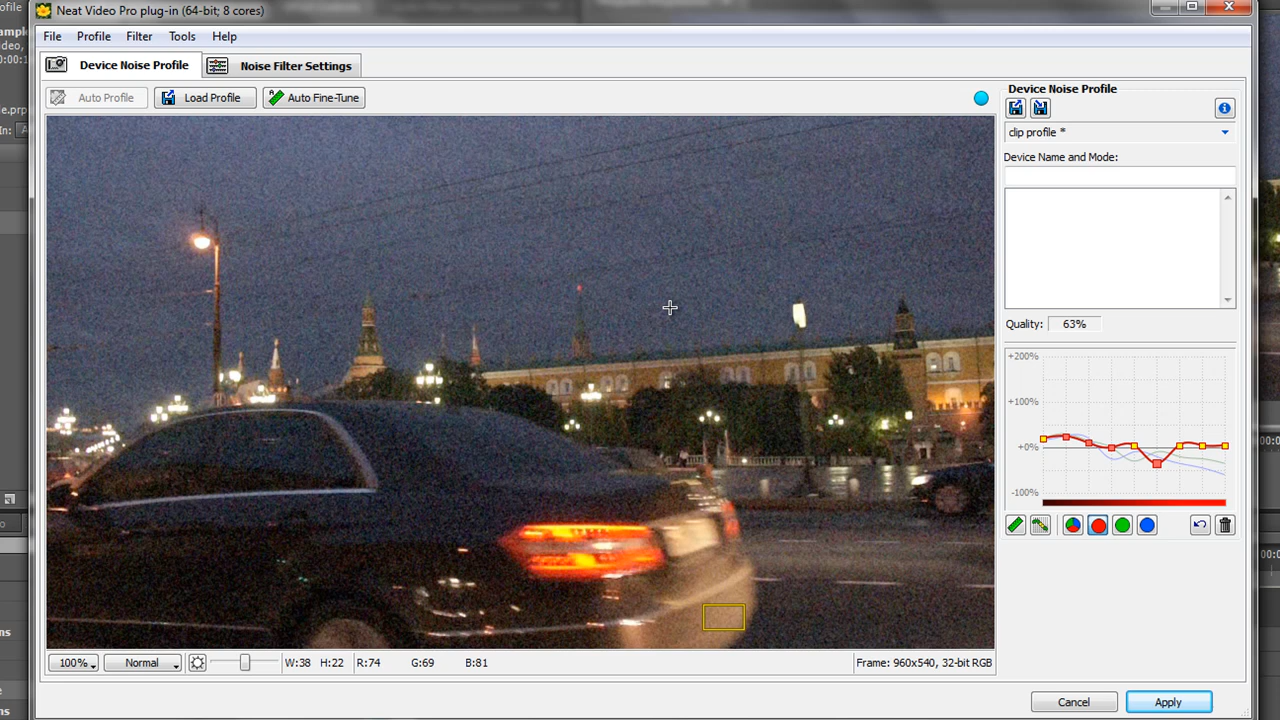 Neat Video Pro plug-in (64-bit; 8 cores)
File Profile Filter Tools Help
Device Noise Profile Noise Filter Settings
Auto Profile Load Profile Auto Fine-Tune
Device Noise Profile
clip profile *
Device Name and Mode:
Quality: 63%
+200%
+100%
+0%
-100%
100% Normal W:38 H:22 R:74 G:69 B:81 Frame: 960x540, 32-bit RGB
Cancel Apply